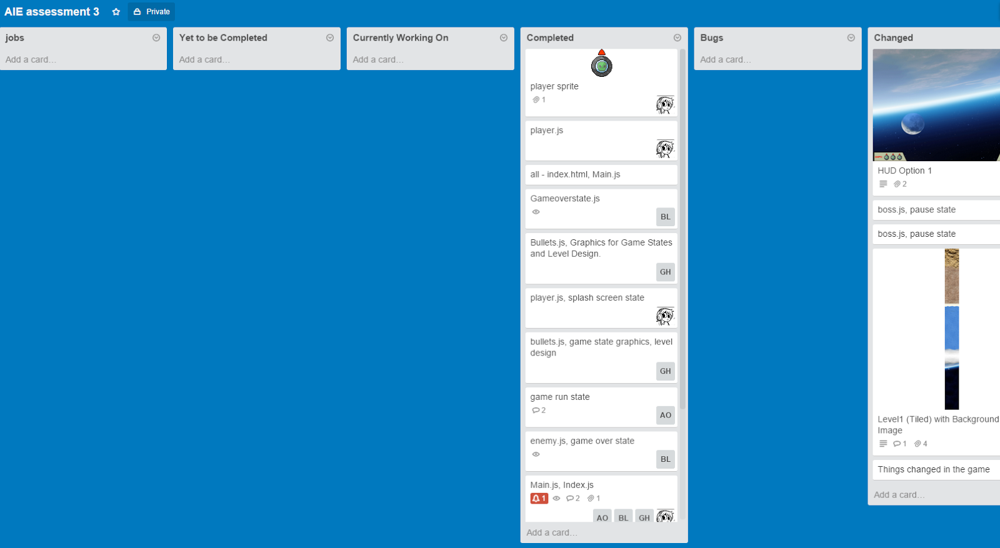 AIE assessment 3
Private
jobs
Add a card…
Yet to be Completed
Add a card…
Currently Working On
Add a card…
Completed
player sprite
1
player.js
all - index.html, Main.js
Gameoverstate.js
BL
Bullets.js, Graphics for Game States
and Level Design.
GH
player.js, splash screen state
bullets.js, game state graphics, level
design
GH
game run state
2
AO
enemy.js, game over state
BL
Main.js, Index.js
1 2 1
AO BL GH
Add a card…
Bugs
Add a card…
Changed
HUD Option 1
2
boss.js, pause state
boss.js, pause state
Level1 (Tiled) with Background
Image
1 4
Things changed in the game
Add a card…